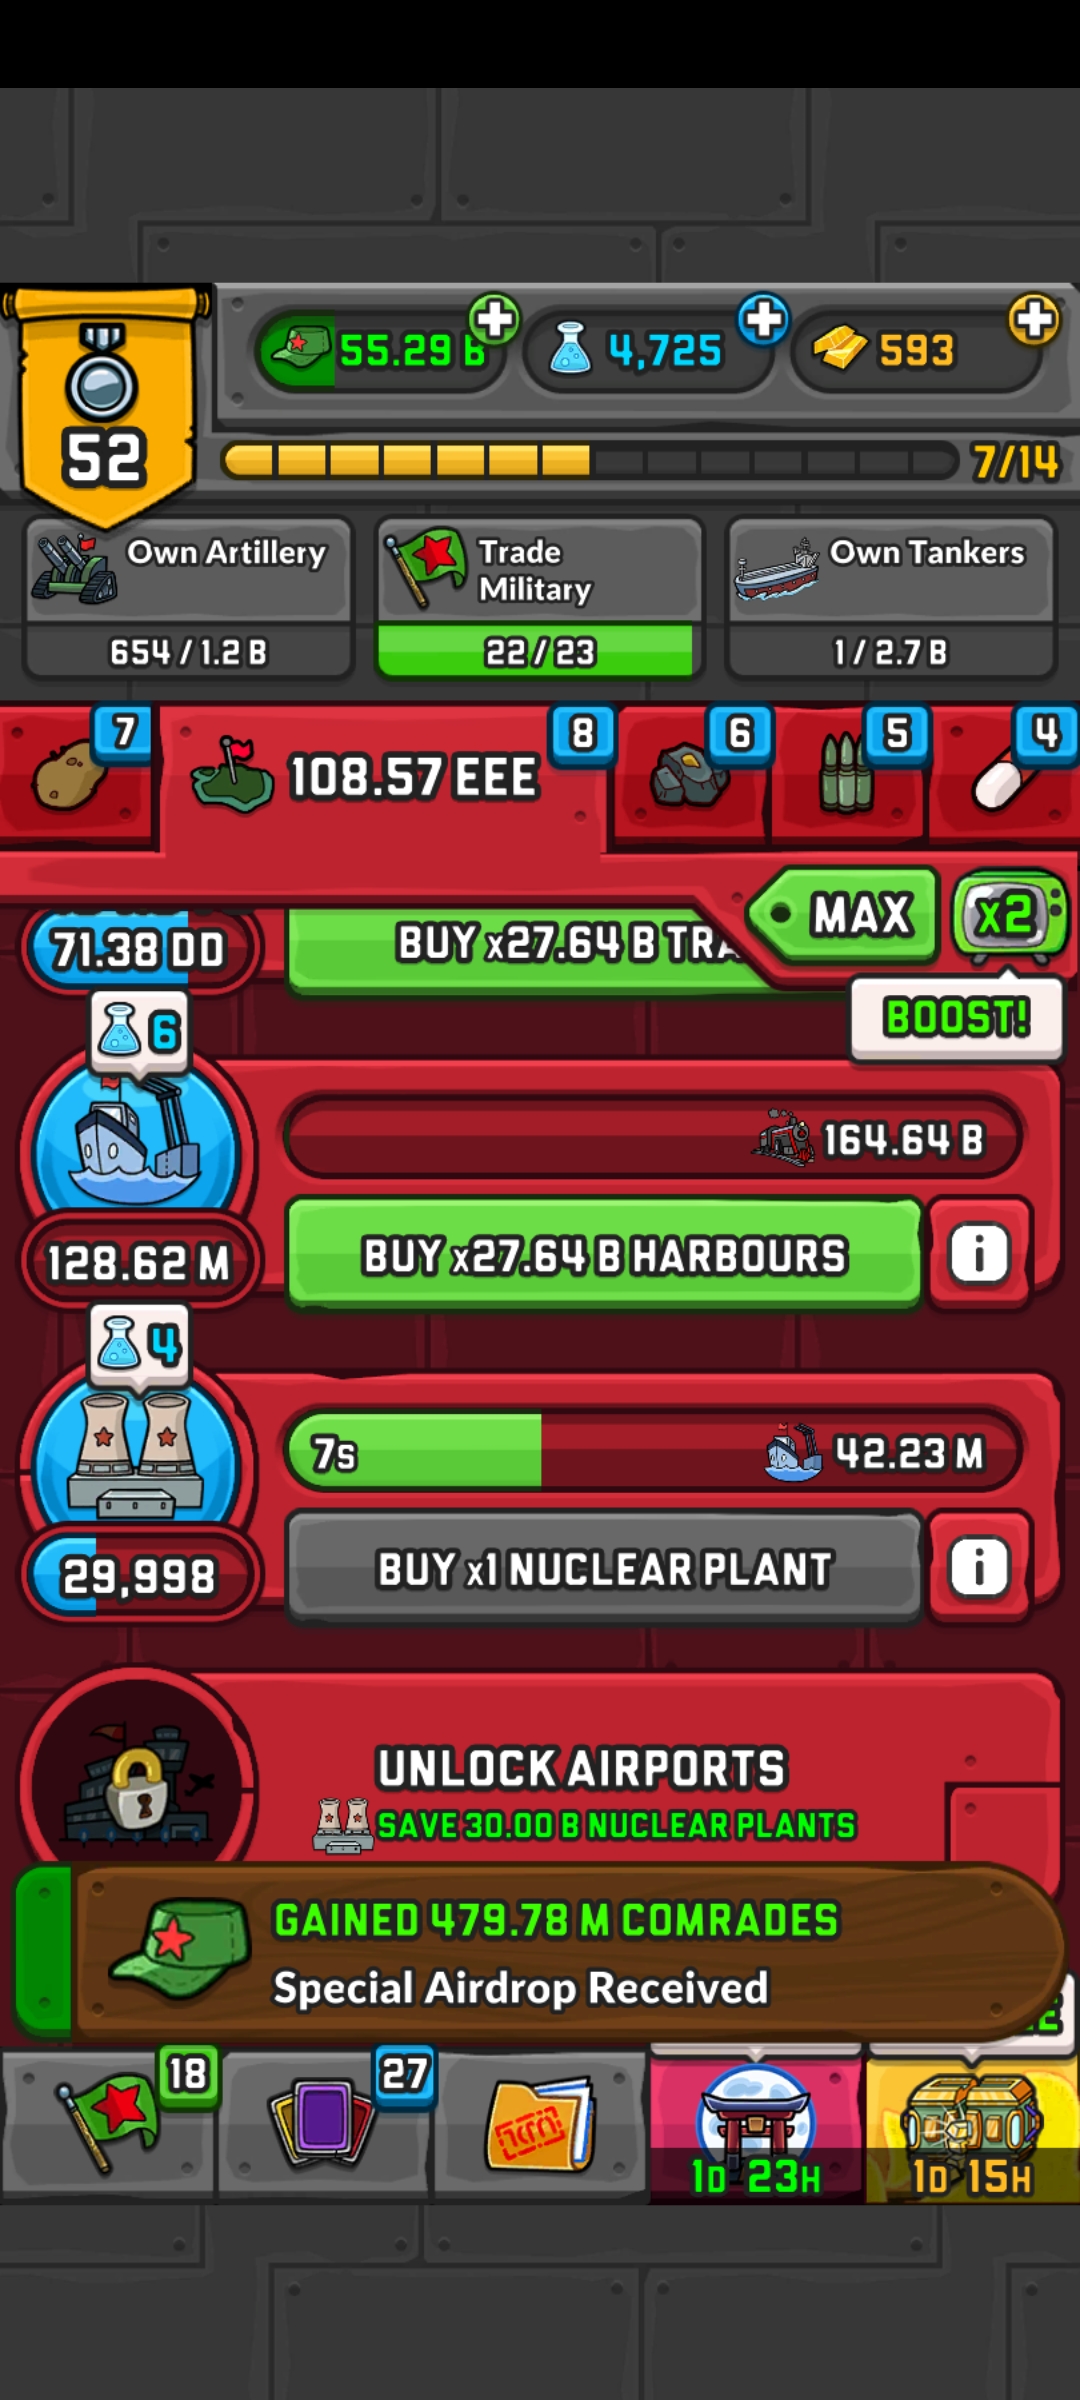 55.29 B
4,725
593
52
7/14
Own Artillery
654 / 1.2 B
Trade
Military
22 / 23
Own Tankers
1 / 2.7 B
7
108.57 EEE
8
6
5
4
MAX
x2
BOOST!
71.38 DD
BUY x27.64 B
6
164.64 B
128.62 M
BUY x27.64 B HARBOURS
i
4
7s
42.23 M
29,998
BUY x1 NUCLEAR PLANT
i
UNLOCK AIRPORTS
SAVE 30.00 B NUCLEAR PLANTS
GAINED 479.78 M COMRADES
Special Airdrop Received
18
27
1D 23H
1D 15H